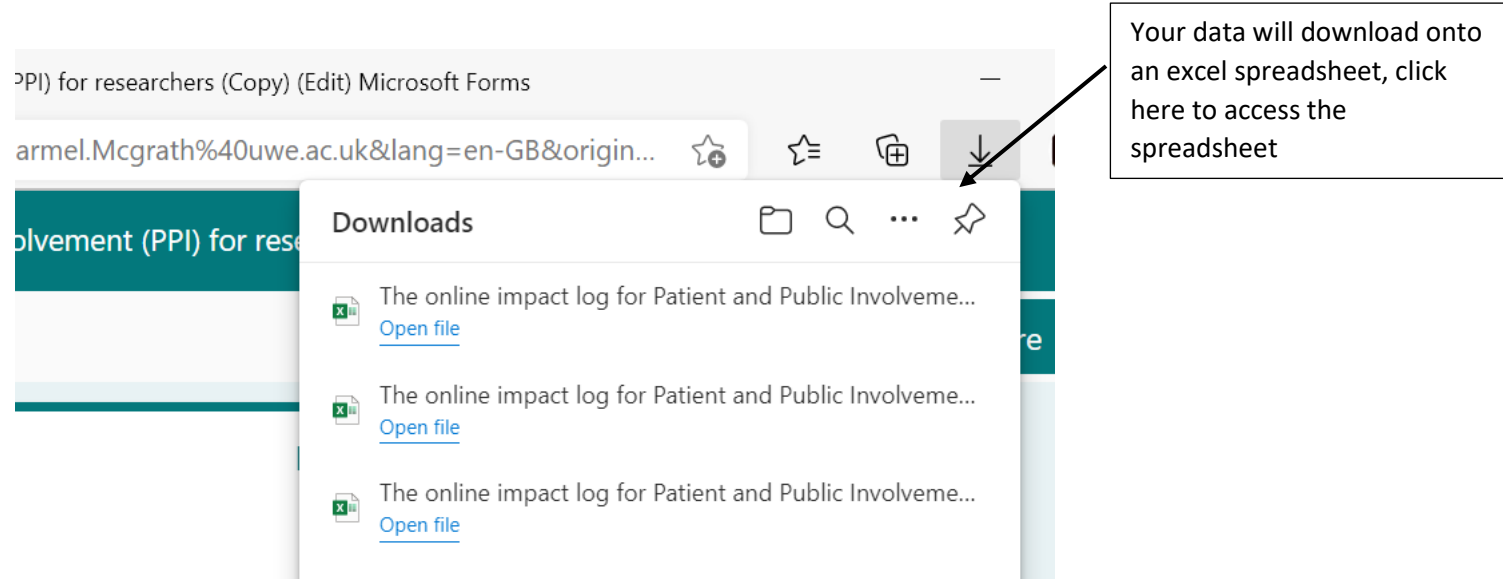 Your data will download onto
an excel spreadsheet, click
here to access the
spreadsheet
PPI) for researchers (Copy) (Edit) Microsoft Forms
armel.Mcgrath%40uwe.ac.uk&lang=en-GB&origin...
olvement (PPI) for rese
Downloads
The online impact log for Patient and Public Involveme...
Open file
re
The online impact log for Patient and Public Involveme...
Open file
The online impact log for Patient and Public Involveme...
Open file